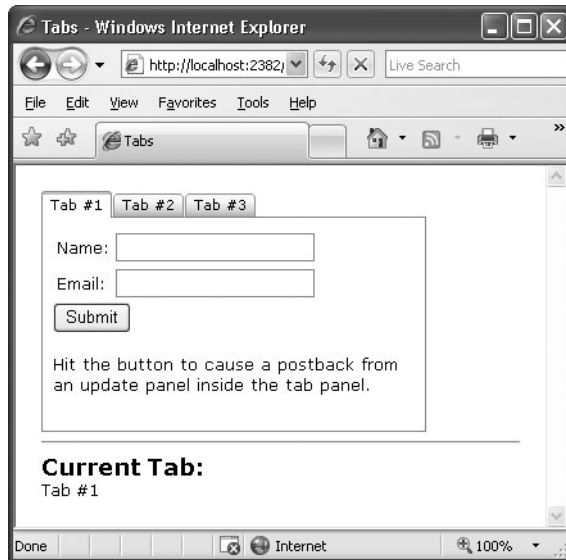 Tabs - Windows Internet Explorer
http://localhost:2382/
Live Search
File Edit View Favorites Tools Help
Tabs
»
Tab #1 Tab #2 Tab #3
Name:
Email:
Submit
Hit the button to cause a postback from
an update panel inside the tab panel.
Current Tab:
Tab #1
Done Internet 100%